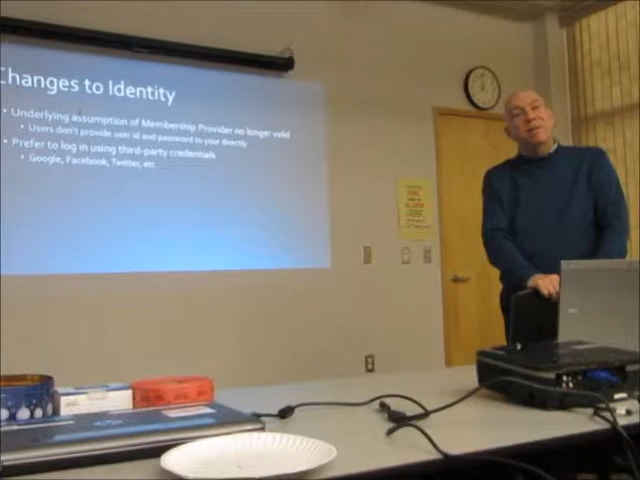 Changes to Identity
• Underlying assumption of Membership Provider no longer valid
• Users don't provide user id and password to your directly
• Prefer to log in using third-party credentials
• Google, Facebook, Twitter, etc.